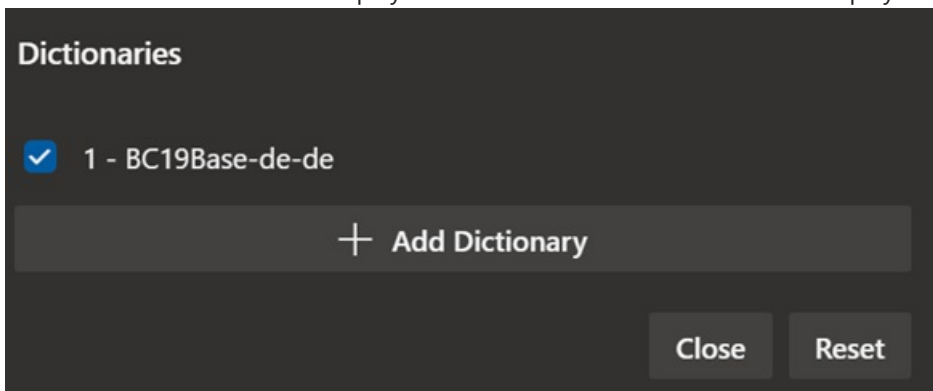 Dictionaries
1 - BC19Base-de-de
Add Dictionary
Close Reset